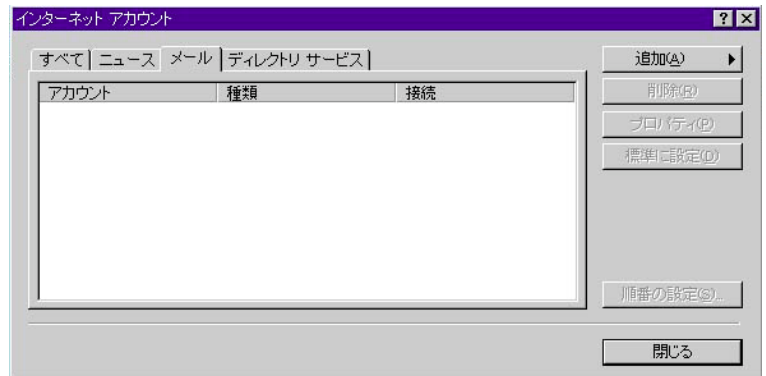 インターネット アカウント
すべて ニュース メール ディレクトリ サービス
アカウント 種類 接続
追加(A)
削除(R)
プロパティ(P)
標準に設定(D)
順番の設定(S)...
閉じる